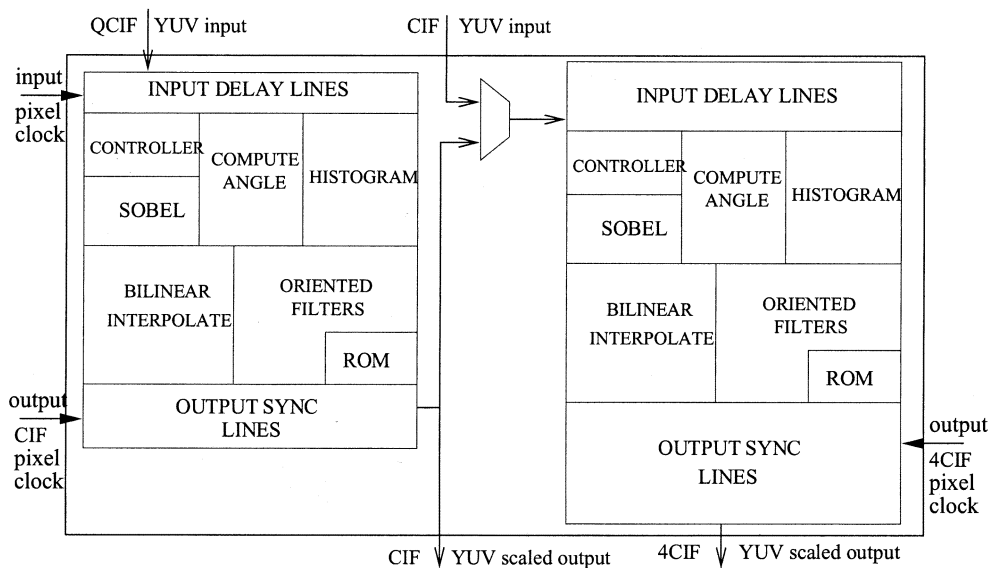 QCIF YUV input
CIF YUV input
input
pixel
clock
INPUT DELAY LINES
CONTROLLER
COMPUTE
ANGLE
HISTOGRAM
SOBEL
BILINEAR
INTERPOLATE
ORIENTED
FILTERS
ROM
output
CIF
pixel
clock
OUTPUT SYNC
LINES
INPUT DELAY LINES
CONTROLLER
COMPUTE
ANGLE
HISTOGRAM
SOBEL
BILINEAR
INTERPOLATE
ORIENTED
FILTERS
ROM
OUTPUT SYNC
LINES
output
4CIF
pixel
clock
CIF YUV scaled output
4CIF YUV scaled output